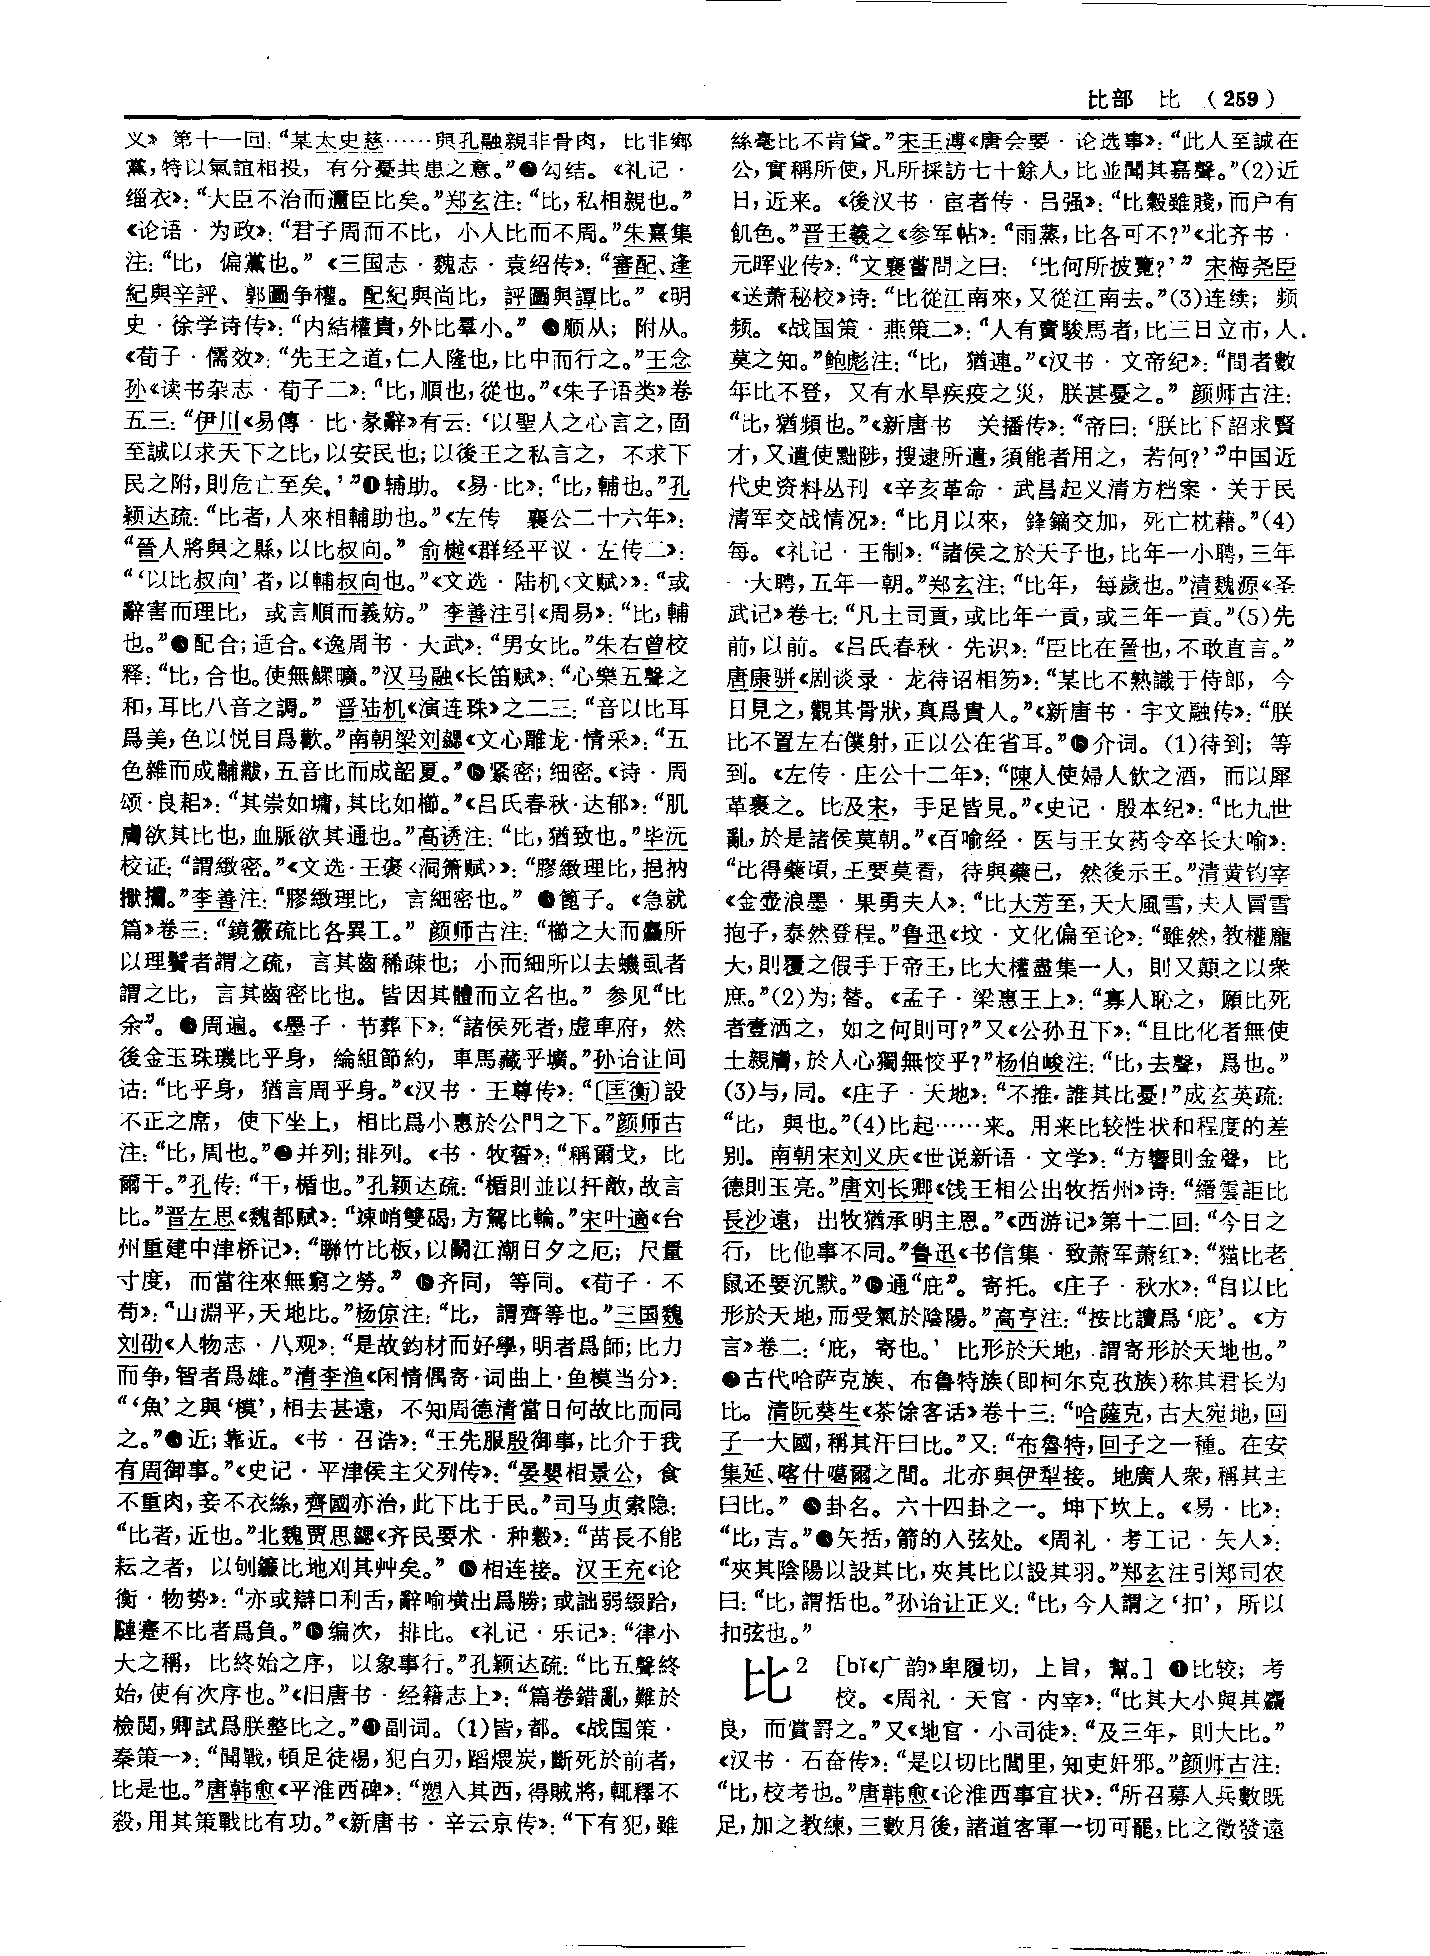 比部 比 (259)
义》第十一回：“某太史慈……與孔融親非骨肉，比非鄉
黨，特以氣誼相投，有分憂共患之意。”勾结。《礼记·
缁衣》：“大臣不治而邇臣比矣。”郑玄注：“比，私相親也。”
《论语·为政》：“君子周而不比，小人比而不周。”朱熹集
注：“比，偏黨也。”《三国志·魏志·袁绍传》：“審配、逢
紀與辛評、郭圖争權。配紀與尚比，評圖與譚比。”《明
史·徐学诗传》：“内結權貴，外比羣小。”顺从；附从。
《荀子·儒效》：“先王之道，仁人隆也，比中而行之。”王念
孙《读书杂志·荀子二》：“比，順也，從也。”《朱子语类》卷
五三：“伊川《易傳·比·彖辭》有云：‘以聖人之心言之，固
至誠以求天下之比，以安民也；以後王之私言之，不求下
民之附，則危亡至矣。’”辅助。《易·比》：“比，輔也。”孔
颖达疏：“比者，人來相輔助也。”《左传 襄公二十六年》：
“晉人將與之縣，以比叔向。”俞樾《群经平议·左传二》：
“‘以比叔向’者，以輔叔向也。”《文选·陆机〈文赋〉》：“或
辭害而理比，或言順而義妨。”李善注引《周易》：“比，輔
也。”配合；适合。《逸周书·大武》：“男女比。”朱右曾校
释：“比，合也。使無鰥曠。”汉马融《长笛赋》：“心樂五聲之
和，耳比八音之調。”晋陆机《演连珠》之二三：“音以比耳
爲美，色以悦目爲歡。”南朝梁刘勰《文心雕龙·情采》：“五
色雜而成黼黻，五音比而成韶夏。”紧密；细密。《诗·周
颂·良耜》：“其崇如墉，其比如櫛。”《吕氏春秋·达郁》：“肌
膚欲其比也，血脈欲其通也。”高诱注：“比，猶致也。”毕沅
校证：“謂緻密。”《文选·王褒〈洞箫赋〉》：“膠緻理比，挹抐
擫㩶。”李善注：“膠緻理比，言細密也。”篦子。《急就
篇》卷三：“鏡籢疏比各異工。”颜师古注：“櫛之大而麤所
以理鬢者謂之疏，言其齒稀疎也；小而細所以去蟣虱者
謂之比，言其齒密比也。皆因其體而立名也。”参见“比
余”。周遍。《墨子·节葬下》：“諸侯死者，虚車府，然
後金玉珠璣比乎身，綸組節約，車馬藏乎壙。”孙诒让间
诂：“比乎身，猶言周乎身。”《汉书·王尊传》：“〔匡衡〕設
不正之席，使下坐上，相比爲小惠於公門之下。”颜师古
注：“比，周也。”并列；排列。《书·牧誓》：“稱爾戈，比
爾干。”孔传：“干，楯也。”孔颖达疏：“楯則並以扞敵，故言
比。”晋左思《魏都赋》：“竦峭雙碣，方駕比輪。”宋叶適《台
州重建中津桥记》：“聯竹比板，以鬭江潮日夕之厄；尺量
寸度，而當往來無窮之勞。”齐同，等同。《荀子·不
苟》：“山淵平，天地比。”杨倞注：“比，謂齊等也。”三国魏
刘劭《人物志·八观》：“是故鈞材而好學，明者爲師；比力
而争，智者爲雄。”清李渔《闲情偶寄·词曲上·鱼模当分》：
“‘魚’之與‘模’，相去甚遠，不知周德清當日何故比而同
之。”近；靠近。《书·召诰》：“王先服殷御事，比介于我
有周御事。”《史记·平津侯主父列传》：“晏嬰相景公，食
不重肉，妾不衣絲，齊國亦治，此下比于民。”司马贞索隐：
“比者，近也。”北魏贾思勰《齐民要术·种榖》：“苗長不能
耘之者，以刨鐮比地刈其艸矣。”相连接。汉王充《论
衡·物势》：“亦或辯口利舌，辭喻横出爲勝；或詘弱綴跲，
蹥蹇不比者爲負。”编次，排比。《礼记·乐记》：“律小
大之稱，比終始之序，以象事行。”孔颖达疏：“比五聲終
始，使有次序也。”《旧唐书·经籍志上》：“篇卷錯亂，難於
檢閲，卿試爲朕整比之。”副词。(1)皆，都。《战国策·
秦策一》：“聞戰，頓足徒裼，犯白刃，蹈煨炭，斷死於前者，
比是也。”唐韩愈《平淮西碑》：“愬入其西，得賊將，輒釋不
殺，用其策戰比有功。”《新唐书·辛云京传》：“下有犯，雖
絲毫比不肯貸。”宋王溥《唐会要·论选事》：“此人至誠在
公，實稱所使，凡所採訪七十餘人，比並聞其嘉聲。”(2)近
日，近来。《後汉书·宦者传·吕强》：“比榖雖賤，而户有
飢色。”晋王羲之《参军帖》：“雨蒸，比各可不？”《北齐书·
元晖业传》：“文襄嘗問之曰：‘比何所披覽？’”宋梅尧臣
《送萧秘校》诗：“比從江南來，又從江南去。”(3)连续；频
频。《战国策·燕策二》：“人有賣駿馬者，比三日立市，人
莫之知。”鲍彪注：“比，猶連。”《汉书·文帝纪》：“間者數
年比不登，又有水旱疾疫之災，朕甚憂之。”颜师古注：
“比，猶頻也。”《新唐书 关播传》：“帝曰：‘朕比下詔求賢
才，又遣使黜陟，搜逮所遺，須能者用之，若何？’”中国近
代史资料丛刊《辛亥革命·武昌起义清方档案·关于民
清军交战情况》：“比月以來，鋒鏑交加，死亡枕藉。”(4)
每。《礼记·王制》：“諸侯之於天子也，比年一小聘，三年
一大聘，五年一朝。”郑玄注：“比年，每歲也。”清魏源《圣
武记》卷七：“凡土司貢，或比年一貢，或三年一貢。”(5)先
前，以前。《吕氏春秋·先识》：“臣比在晉也，不敢直言。”
唐康骈《剧谈录·龙待诏相笏》：“某比不熟識于侍郎，今
日見之，觀其骨狀，真爲貴人。”《新唐书·宇文融传》：“朕
比不置左右僕射，正以公在省耳。”介词。(1)待到；等
到。《左传·庄公十二年》：“陳人使婦人飲之酒，而以犀
革裹之。比及宋，手足皆見。”《史记·殷本纪》：“比九世
亂，於是諸侯莫朝。”《百喻经·医与王女药令卒长大喻》：
“比得藥頃，王要莫看，待與藥已，然後示王。”清黄钧宰
《金壶浪墨·果勇夫人》：“比大芳至，天大風雪，夫人冒雪
抱子，泰然登程。”鲁迅《坟·文化偏至论》：“雖然，教權龐
大，則覆之假手于帝王，比大權盡集一人，則又顛之以衆
庶。”(2)为；替。《孟子·梁惠王上》：“寡人恥之，願比死
者壹洒之，如之何則可？”又《公孙丑下》：“且比化者無使
土親膚，於人心獨無恔乎？”杨伯峻注：“比，去聲，爲也。”
(3)与，同。《庄子·天地》：“不推，誰其比憂！”成玄英疏：
“比，與也。”(4)比起……来。用来比较性状和程度的差
别。南朝宋刘义庆《世说新语·文学》：“方響則金聲，比
德則玉亮。”唐刘长卿《饯王相公出牧括州》诗：“縉雲詎比
長沙遠，出牧猶承明主恩。”《西游记》第十二回：“今日之
行，比他事不同。”鲁迅《书信集·致萧军萧红》：“猫比老
鼠还要沉默。”通“庇”。寄托。《庄子·秋水》：“自以比
形於天地，而受氣於陰陽。”高亨注：“按比讀爲‘庇’。《方
言》卷二：‘庇，寄也。’比形於天地，謂寄形於天地也。”
古代哈萨克族、布鲁特族(即柯尔克孜族)称其君长为
比。清阮葵生《茶馀客话》卷十三：“哈薩克，古大宛地，回
子一大國，稱其汗曰比。”又：“布魯特，回子之一種。在安
集延、喀什噶爾之間。北亦與伊犁接。地廣人衆，稱其主
曰比。”卦名。六十四卦之一。坤下坎上。《易·比》：
“比，吉。”矢括，箭的入弦处。《周礼·考工记·矢人》：
“夾其陰陽以設其比，夾其比以設其羽。”郑玄注引郑司农
曰：“比，謂括也。”孙诒让正义：“比，今人謂之‘扣’，所以
扣弦也。”
比2 [bǐ《广韵》卑履切，上旨，幫。] ❶比较；考
校。《周礼·天官·内宰》：“比其大小與其麤
良，而賞罰之。”又《地官·小司徒》：“及三年，則大比。”
《汉书·石奋传》：“是以切比閭里，知吏奸邪。”颜师古注：
“比，校考也。”唐韩愈《论淮西事宜状》：“所召募人兵數既
足，加之教練，三數月後，諸道客軍一切可罷，比之徵發遠